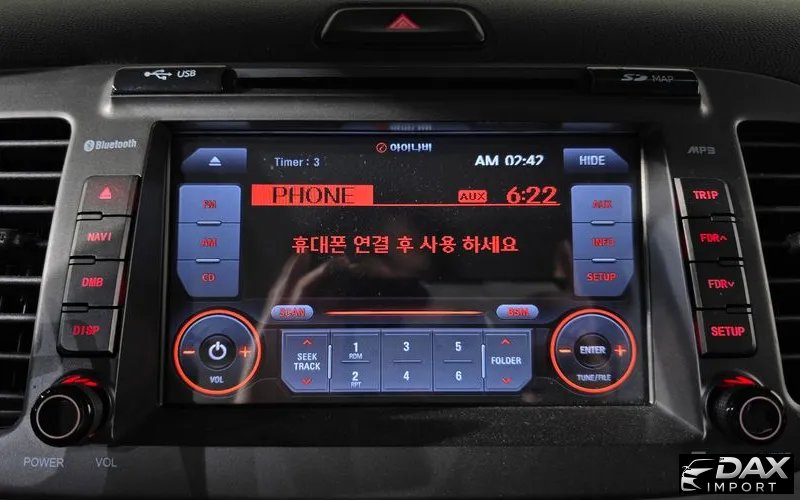 USB
SD MAP
Bluetooth
아이나비
MP3
Timer : 3
AM 02:42
HIDE
PHONE
AUX
6:22
휴대폰 연결 후 사용 하세요
FM
AM
CD
AUX
INFO
SETUP
NAVI
DMB
DISP
TRIP
FDR
FDR
SETUP
SCAN
BSM
VOL
SEEK
TRACK
1
RDM
3
5
2
RPT
4
6
FOLDER
ENTER
TUNE/FILE
POWER VOL
DAX
IMPORT